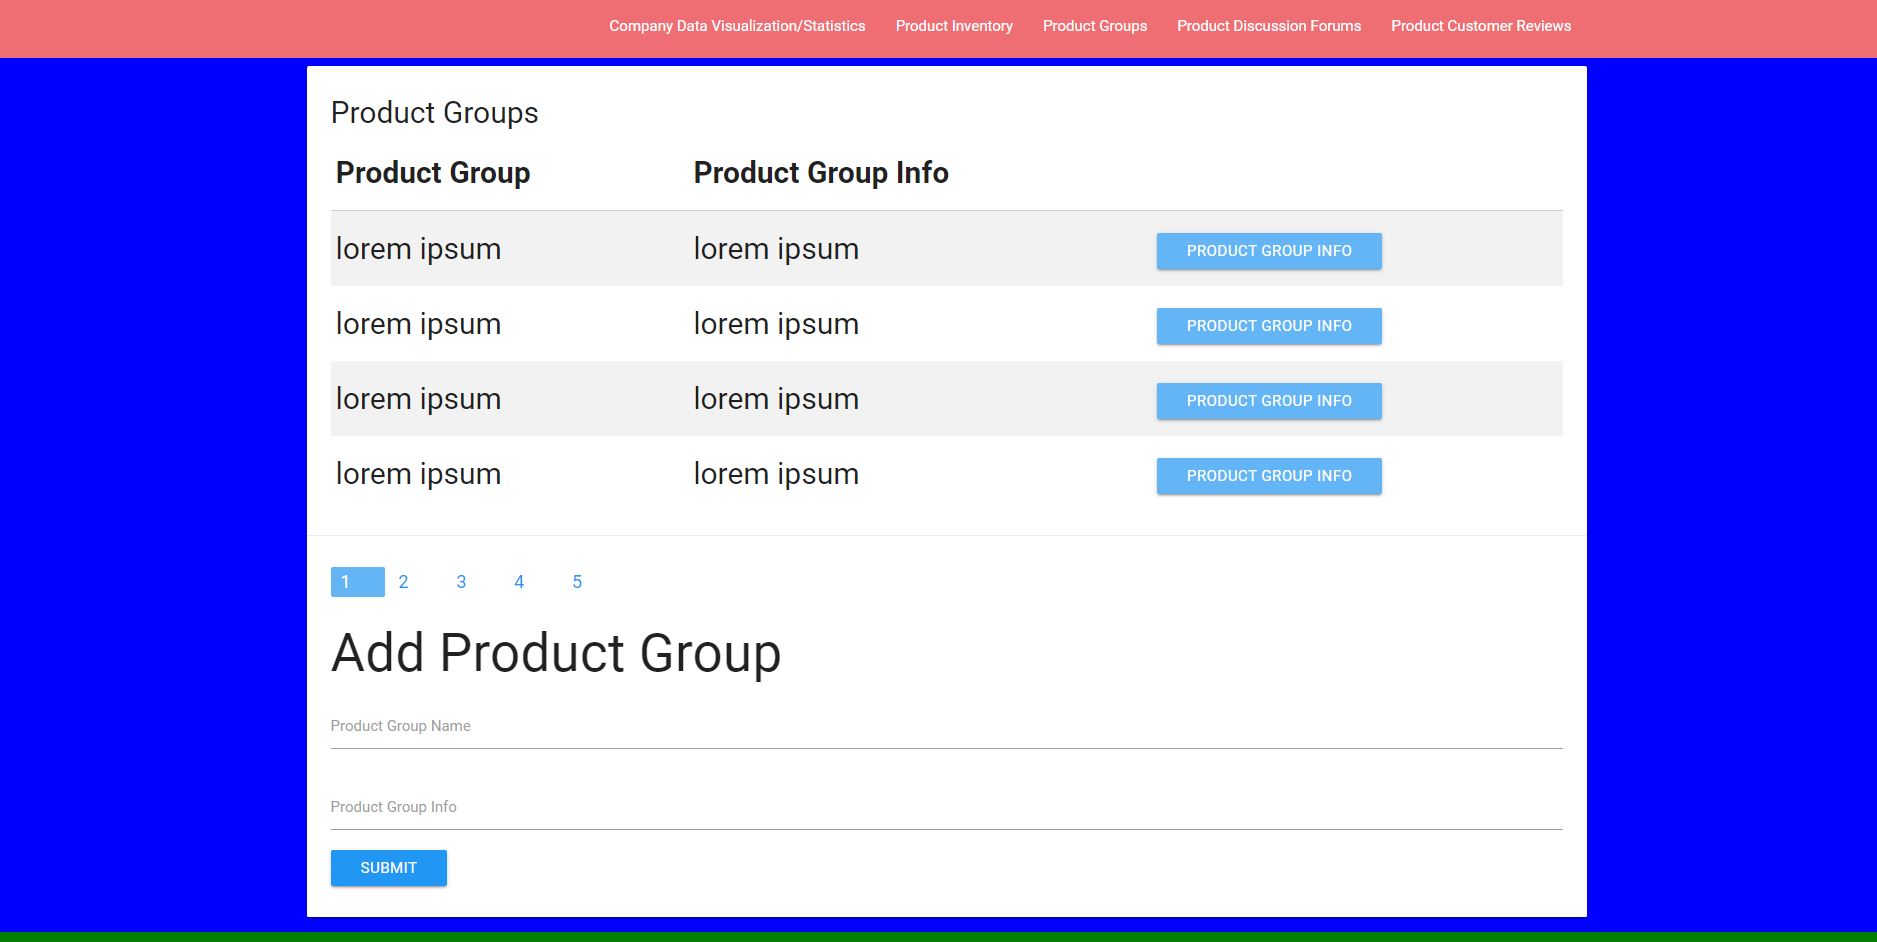 Company Data Visualization/Statistics Product Inventory Product Groups Product Discussion Forums Product Customer Reviews
Product Groups
Product Group Product Group Info
lorem ipsum lorem ipsum PRODUCT GROUP INFO
lorem ipsum lorem ipsum PRODUCT GROUP INFO
lorem ipsum lorem ipsum PRODUCT GROUP INFO
lorem ipsum lorem ipsum PRODUCT GROUP INFO
1 2 3 4 5
Add Product Group
Product Group Name
Product Group Info
SUBMIT